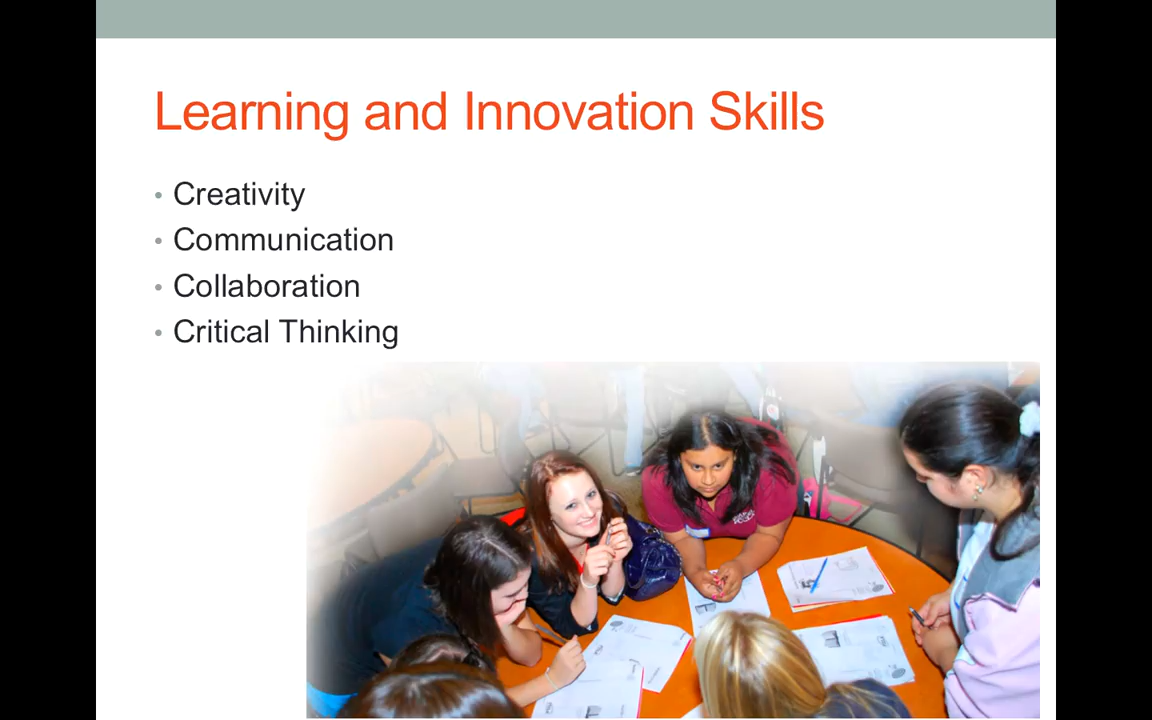 Learning and Innovation Skills
• Creativity
• Communication
• Collaboration
• Critical Thinking